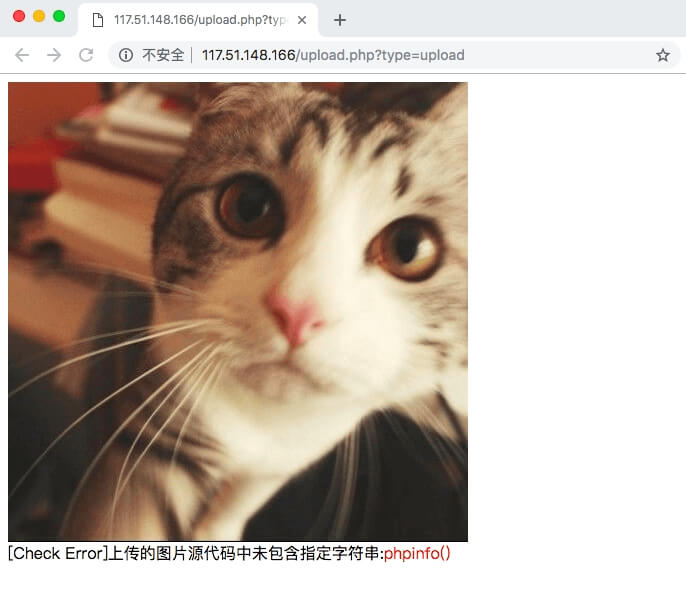 117.51.148.166/upload.php?typ
不安全
117.51.148.166/upload.php?type=upload
[Check Error]上传的图片源代码中未包含指定字符串:phpinfo()